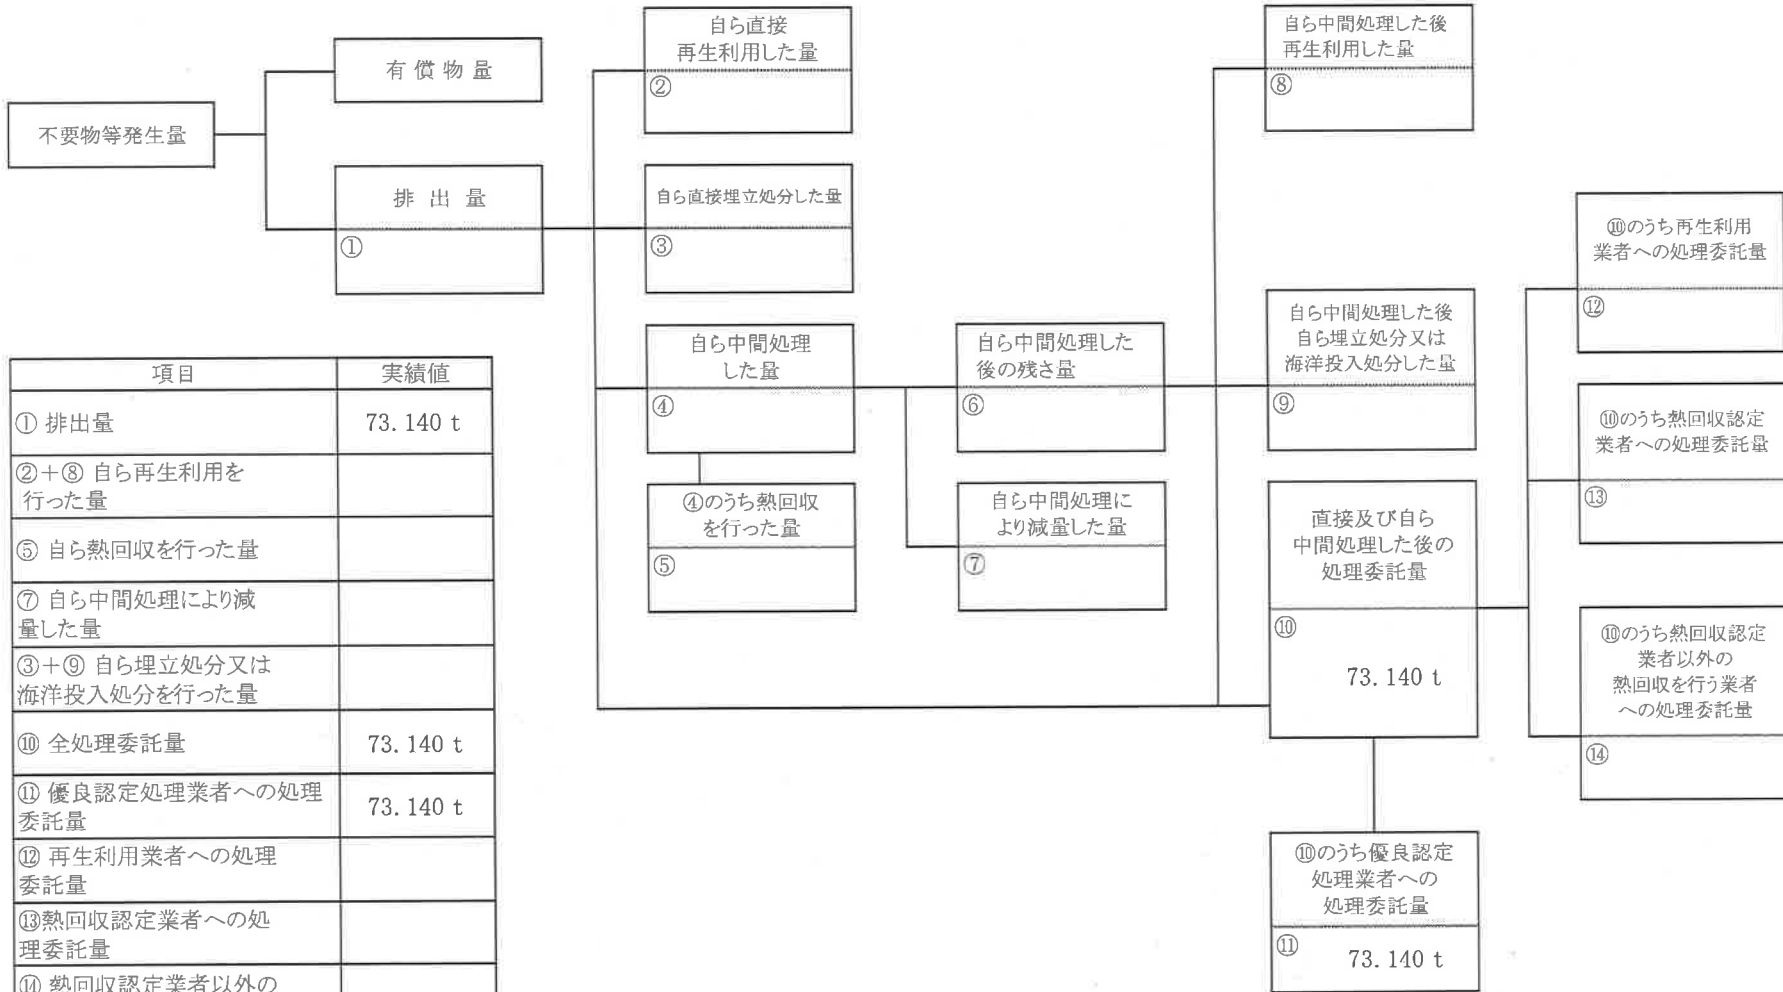 不要物等発生量
有償物量
排出量
①
自ら直接
再生利用した量
②
自ら直接埋立処分した量
③
自ら中間処理
した量
④
④のうち熱回収
を行った量
⑤
自ら中間処理した
後の残さ量
⑥
自ら中間処理に
より減量した量
⑦
自ら中間処理した後
再生利用した量
⑧
自ら中間処理した後
自ら埋立処分又は
海洋投入処分した量
⑨
直接及び自ら
中間処理した後の
処理委託量
⑩
73.140 t
⑩のうち優良認定
処理業者への
処理委託量
⑪
73.140 t
⑩のうち再生利用
業者への処理委託量
⑫
⑩のうち熱回収認定
業者への処理委託量
⑬
⑩のうち熱回収認定
業者以外の
熱回収を行う業者
への処理委託量
⑭
項目 実績値
① 排出量 73.140 t
②+⑧ 自ら再生利用を
行った量
⑤ 自ら熱回収を行った量
⑦ 自ら中間処理により減
量した量
③+⑨ 自ら埋立処分又は
海洋投入処分を行った量
⑩ 全処理委託量 73.140 t
⑪ 優良認定処理業者への処理
委託量 73.140 t
⑫ 再生利用業者への処理
委託量
⑬熱回収認定業者への処
理委託量
⑭ 熱回収認定業者以外の